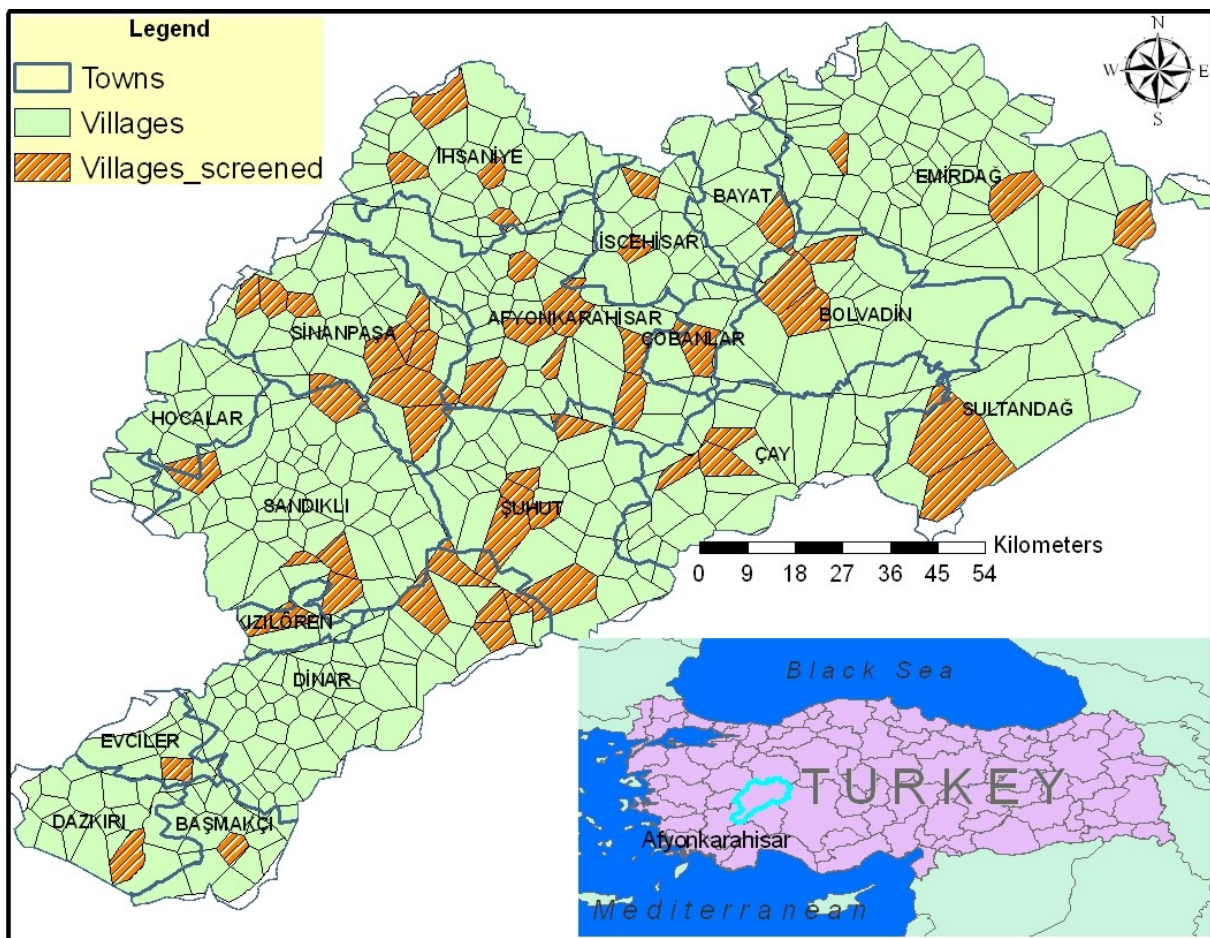 Legend
Towns
Villages
Villages_screened
N
W E
S
İHSANİYE
EMİRDAĞ
BAYAT
İSCEHİSAR
AFYONKARAHİSAR
BOLVADİN
SİNANPAŞA
ÇOBANLAR
HOCALAR
SULTANDAĞ
ÇAY
SANDIKLI
ŞUHUT
Kilometers
0 9 18 27 36 45 54
KIZILÖREN
DİNAR
EVCİLER
DAZKIRI
BAŞMAKÇI
Black Sea
TURKEY
Afyonkarahisar
Mediterranean